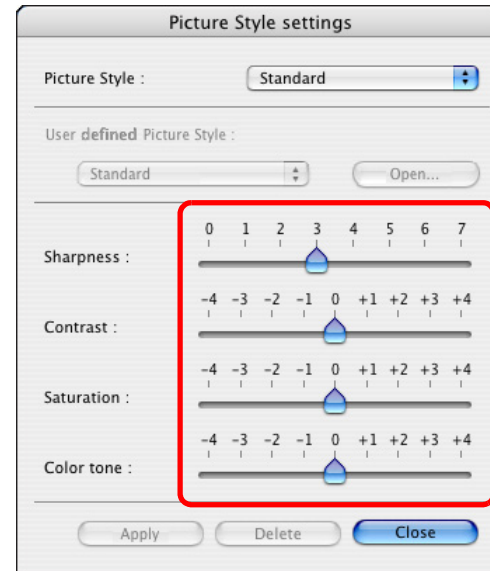 Picture Style settings
Picture Style : Standard
User defined Picture Style :
Standard Open...
0 1 2 3 4 5 6 7
Sharpness :
-4 -3 -2 -1 0 +1 +2 +3 +4
Contrast :
-4 -3 -2 -1 0 +1 +2 +3 +4
Saturation :
-4 -3 -2 -1 0 +1 +2 +3 +4
Color tone :
Apply Delete Close